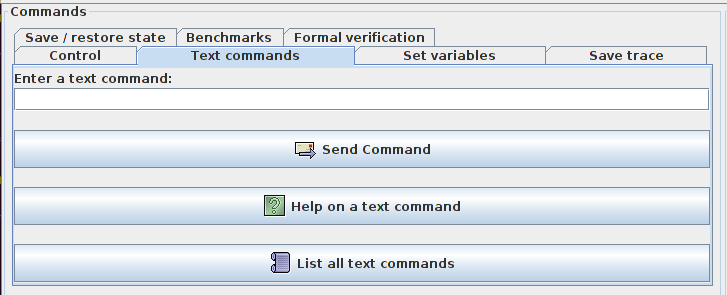 Commands
Save / restore state Benchmarks Formal verification
Control Text commands Set variables Save trace
Enter a text command:
Send Command
Help on a text command
List all text commands